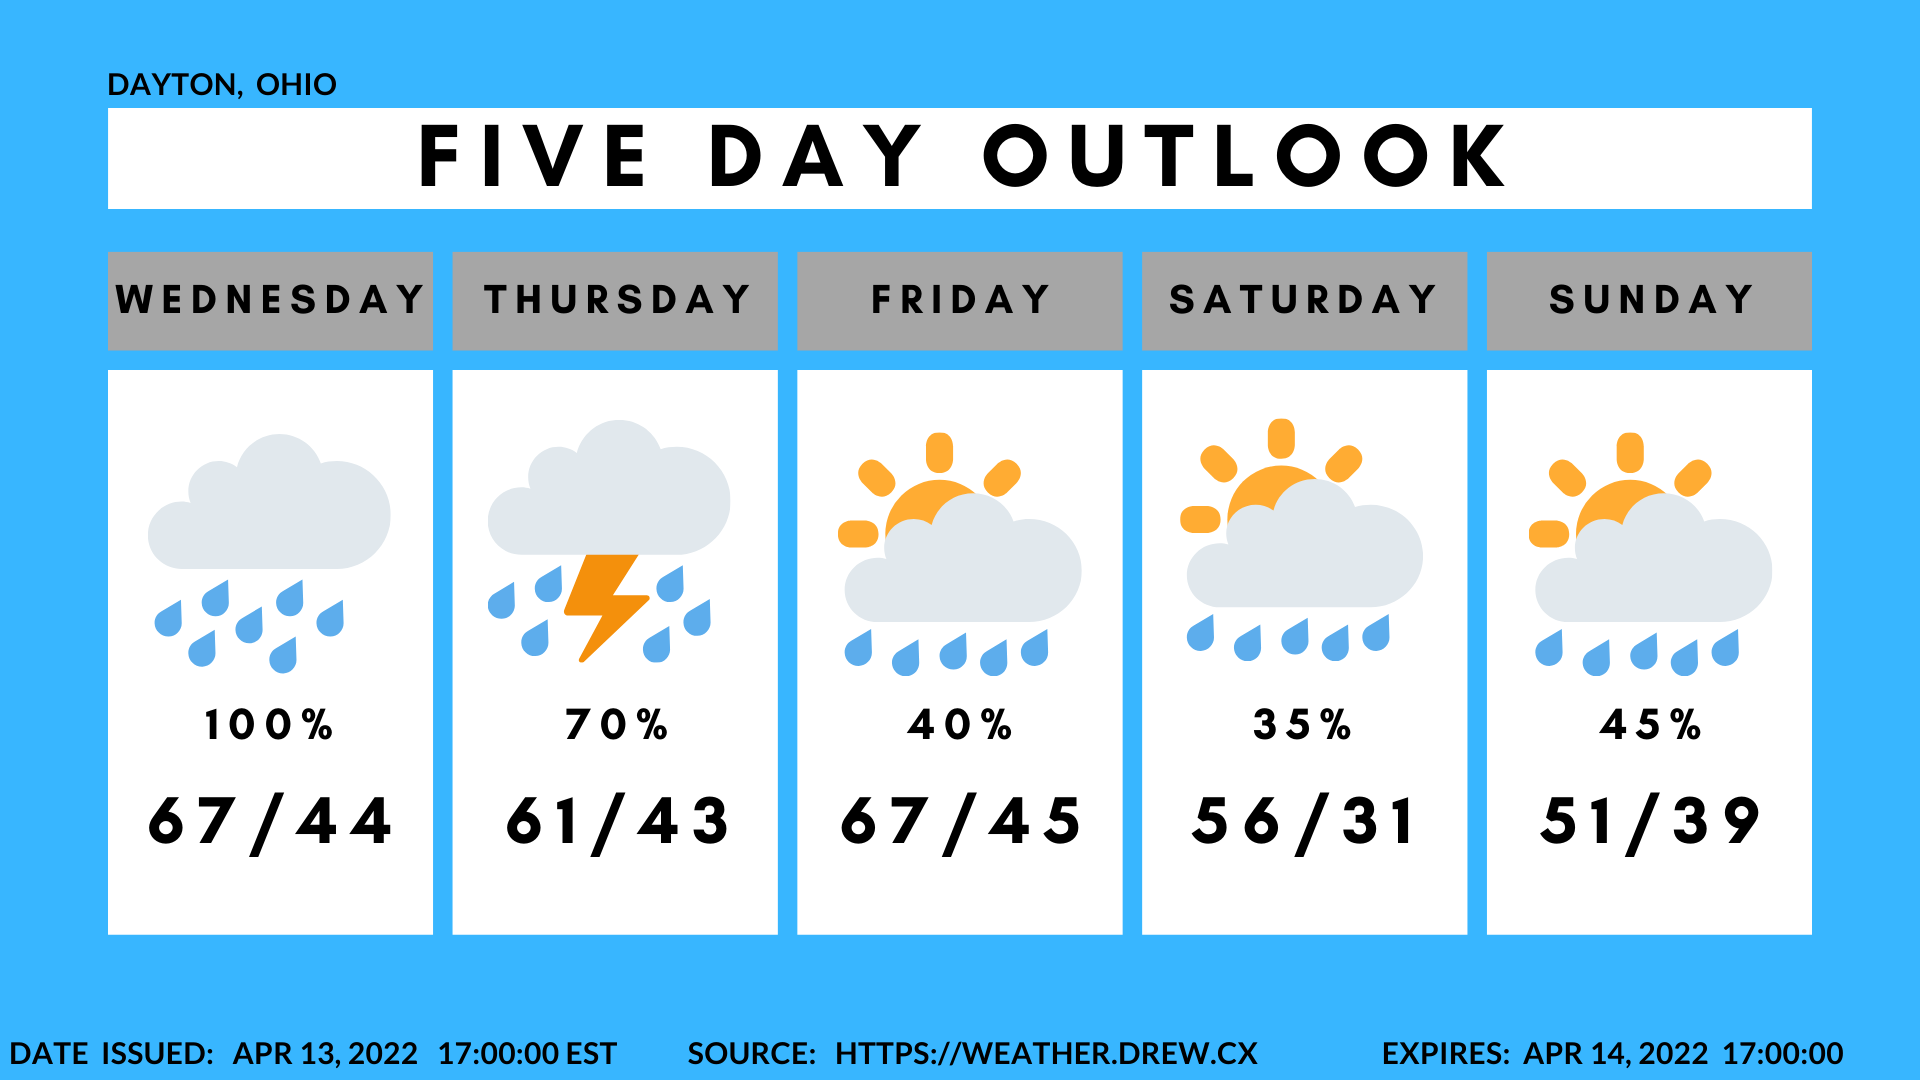 DAYTON, OHIO
FIVE DAY OUTLOOK
WEDNESDAY
THURSDAY
FRIDAY
SATURDAY
SUNDAY
100%
70%
40%
35%
45%
67/44
61/43
67/45
56/31
51/39
DATE ISSUED: APR 13, 2022 17:00:00 EST
SOURCE: HTTPS://WEATHER.DREW.CX
EXPIRES: APR 14, 2022 17:00:00